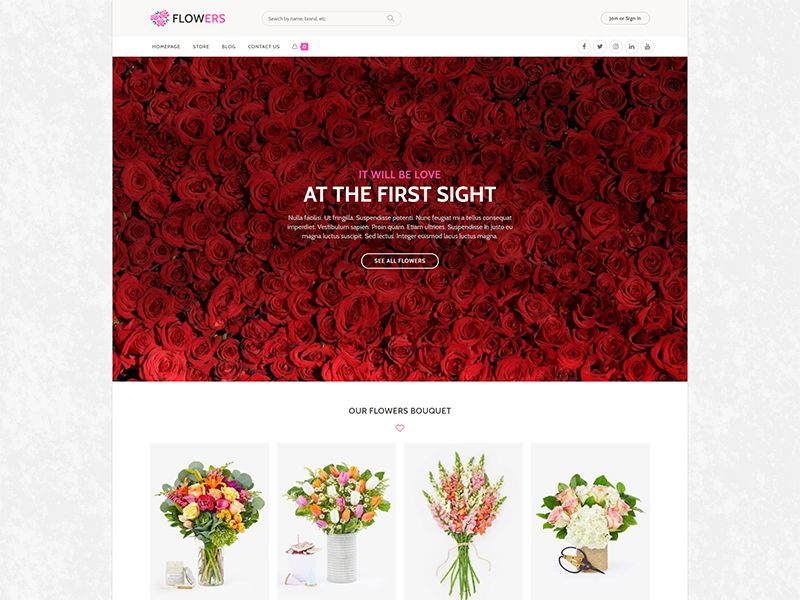 FLOWERS
Search by name, brand, etc
Join or Sign In
HOMEPAGE STORE BLOG CONTACT US 0
IT WILL BE LOVE
AT THE FIRST SIGHT
Nulla facilisi. Ut fringilla. Suspendisse potenti. Nunc feugiat mi a tellus consequat
imperdiet. Vestibulum sapien. Proin quam. Etiam ultrices. Suspendisse in justo eu
magna luctus suscipit. Sed lectus. Integer euismod lacus luctus magna.
SEE ALL FLOWERS
OUR FLOWERS BOUQUET